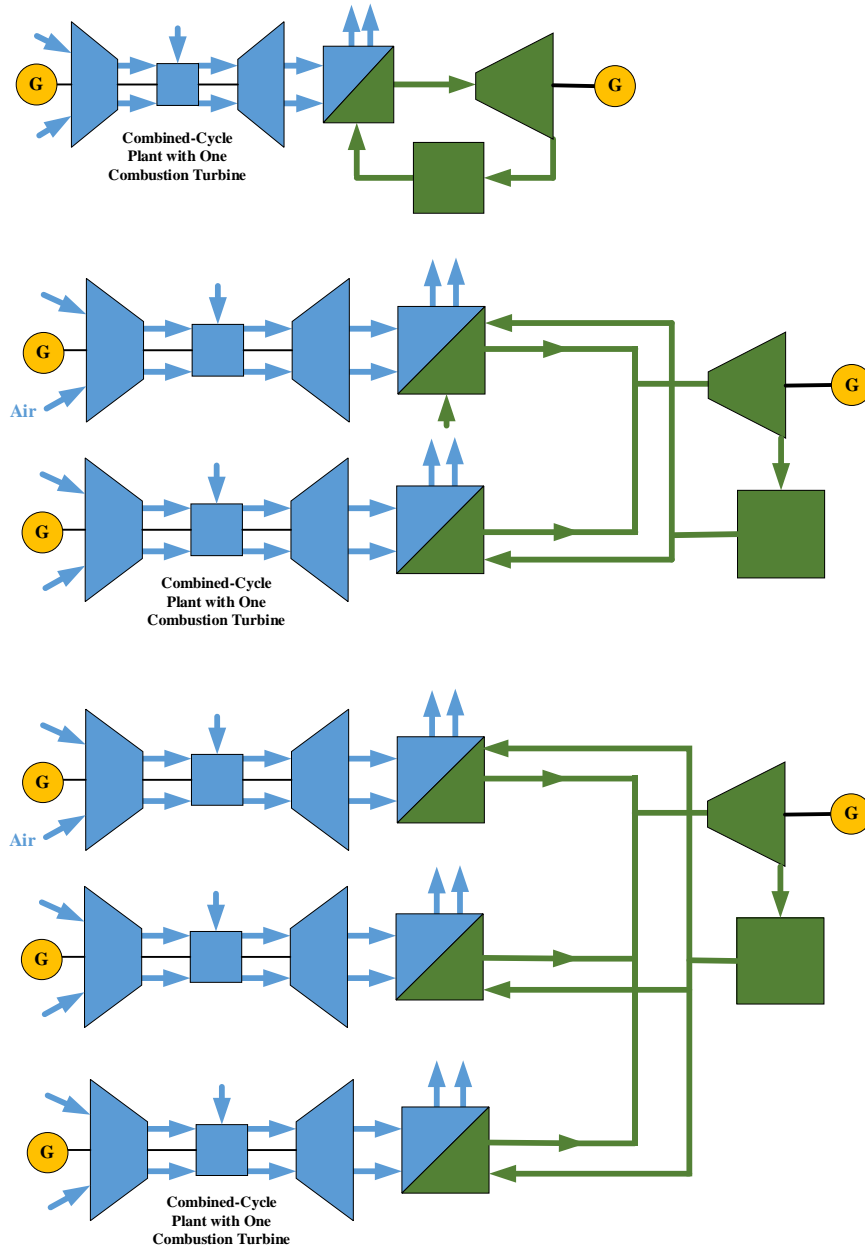 G
G
Combined-Cycle
Plant with One
Combustion Turbine
G
G
Air
G
Combined-Cycle
Plant with One
Combustion Turbine
G
G
Air
G
G
Combined-Cycle
Plant with One
Combustion Turbine